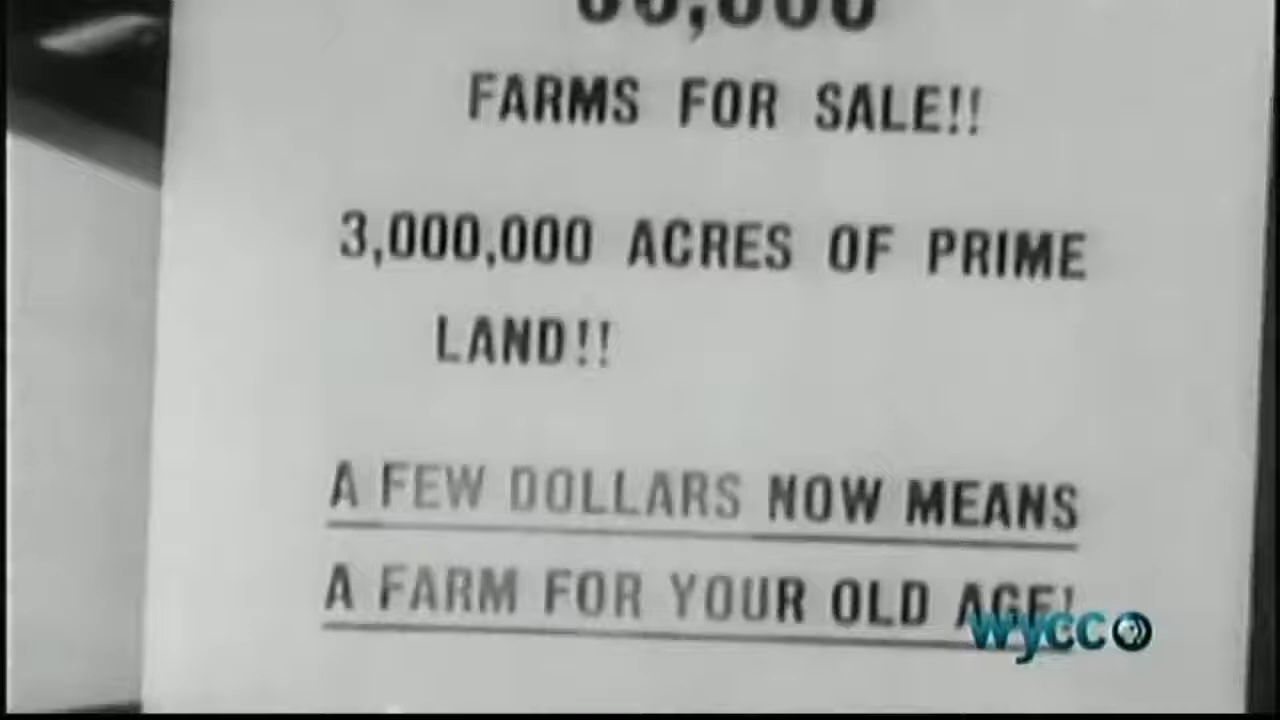 FARMS FOR SALE!!
3,000,000 ACRES OF PRIME
LAND!!
A FEW DOLLARS NOW MEANS
A FARM FOR YOUR OLD AGE!
wycc